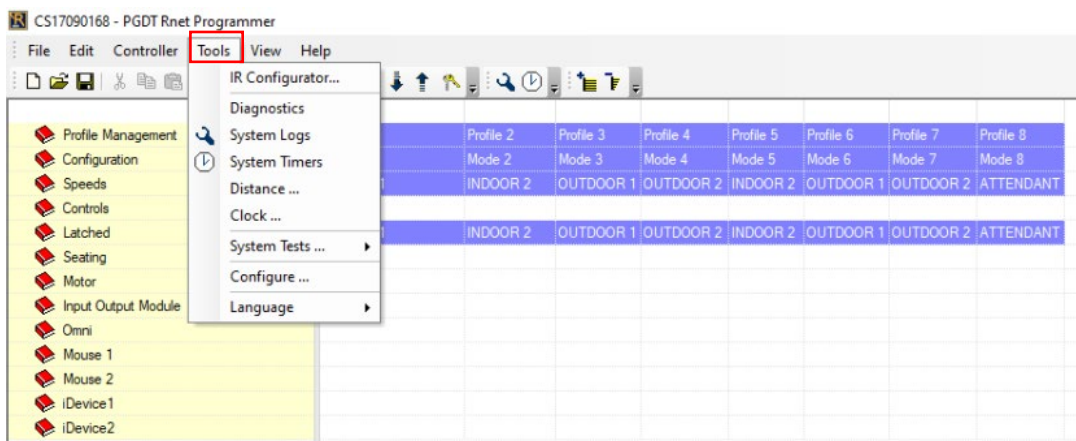 CS17090168 - PGDT Rnet Programmer
File Edit Controller Tools View Help
IR Configurator...
Diagnostics
System Logs
System Timers
Distance ...
Clock ...
System Tests ...
Configure ...
Language
Profile Management
Configuration
Speeds
Controls
Latched
Seating
Motor
Input Output Module
Omni
Mouse 1
Mouse 2
iDevice1
iDevice2
Profile 2 Profile 3 Profile 4 Profile 5 Profile 6 Profile 7 Profile 8
Mode 2 Mode 3 Mode 4 Mode 5 Mode 6 Mode 7 Mode 8
1 INDOOR 2 OUTDOOR 1 OUTDOOR 2 INDOOR 2 OUTDOOR 1 OUTDOOR 2 ATTENDANT
1 INDOOR 2 OUTDOOR 1 OUTDOOR 2 INDOOR 2 OUTDOOR 1 OUTDOOR 2 ATTENDANT